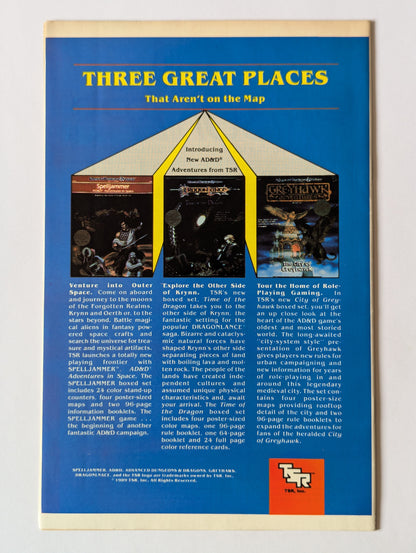 THREE GREAT PLACES
That Aren't on the Map
Introducing
New AD&D®
Adventures from TSR
Spelljammer
GREYHAWK
Venture into Outer
Space. Come on aboard
and journey to the moons
of the Forgotten Realms,
Krynn and Oerth or, to the
stars beyond. Battle magi-
cal aliens in fantasy pow-
ered space crafts and
search the universe for trea-
sure and mystical artifacts.
TSR launches a totally new
playing frontier with
SPELLJAMMER™ AD&D®
Adventures in Space. The
SPELLJAMMER boxed set
includes 24 color stand-up
counters, four poster-sized
maps and two 96-page
information booklets. The
SPELLJAMMER game . . .
the beginning of another
fantastic AD&D campaign.
Explore the Other Side
of Krynn. TSR's new
boxed set, Time of the
Dragon takes you to the
other side of Krynn, the
fantastic setting for the
popular DRAGONLANCE®
saga. Bizarre and cataclys-
mic natural forces have
shaped Krynn's other side
separating pieces of land
with boiling lava and mol-
ten rock. The people of the
lands have created inde-
pendent cultures and
assumed unique physical
characteristics and, await
your arrival. The Time of
the Dragon boxed set in-
cludes four poster-sized
color maps, one 96-page
rule booklet, one 64-page
booklet and 24 full page
color reference cards.
Tour the Home of Role-
Playing Gaming. In
TSR's new City of Grey-
hawk boxed set, you'll get
an up close look at the
heart of the AD&D game's
oldest and most storied
world. The long-awaited
"city-system style" pre-
sentation of Greyhawk
gives players new rules for
urban campaigning and
new information for years
of role-playing in and
around this legendary
medieval city. The set con-
tains four poster-size
maps providing rooftop
detail of the city and two
96-page rule booklets to
expand the adventures for
fans of the heralded City
of Greyhawk.
SPELLJAMMER, AD&D, ADVANCED DUNGEONS & DRAGONS, GREYHAWK,
DRAGONLANCE, and the TSR logo are trademarks owned by TSR, Inc.
©1989 TSR, Inc. All Rights Reserved.
TSR
TSR, Inc.